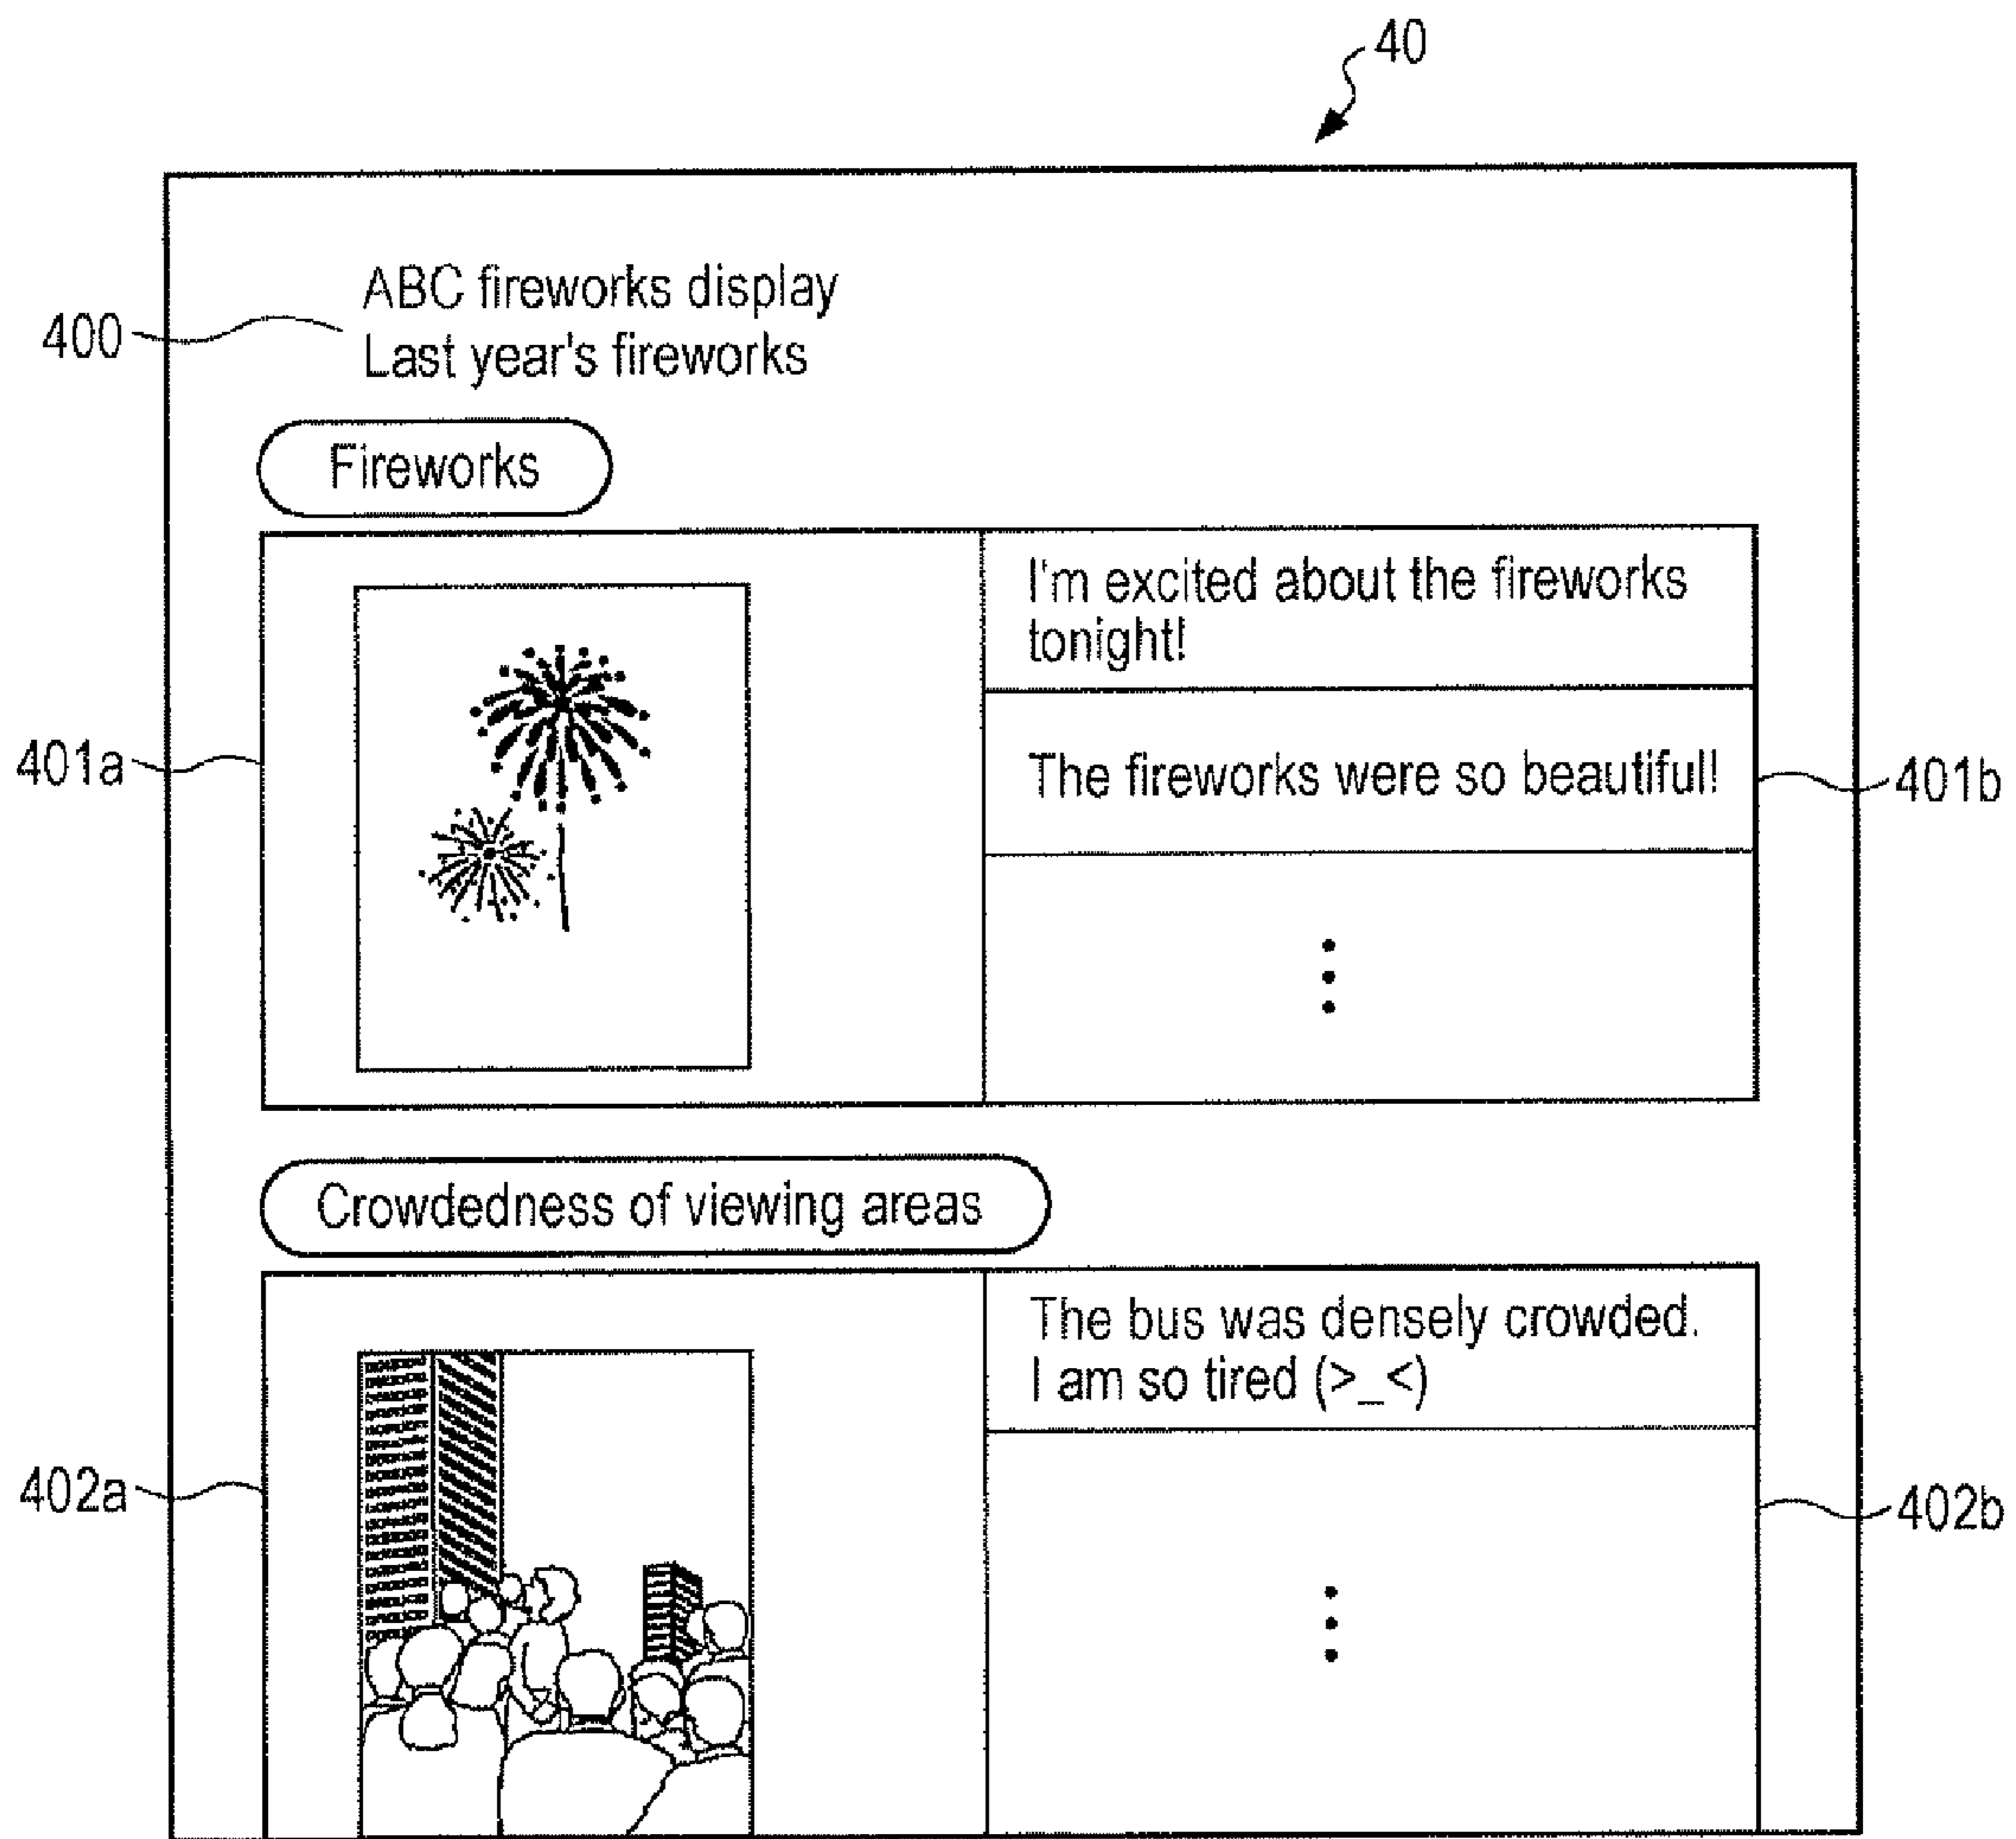 40
ABC fireworks display
Last year's fireworks
400
Fireworks
I'm excited about the fireworks
tonight!
401a
The fireworks were so beautiful!
401b
Crowdedness of viewing areas
The bus was densely crowded.
I am so tired (>_<)
402a
402b